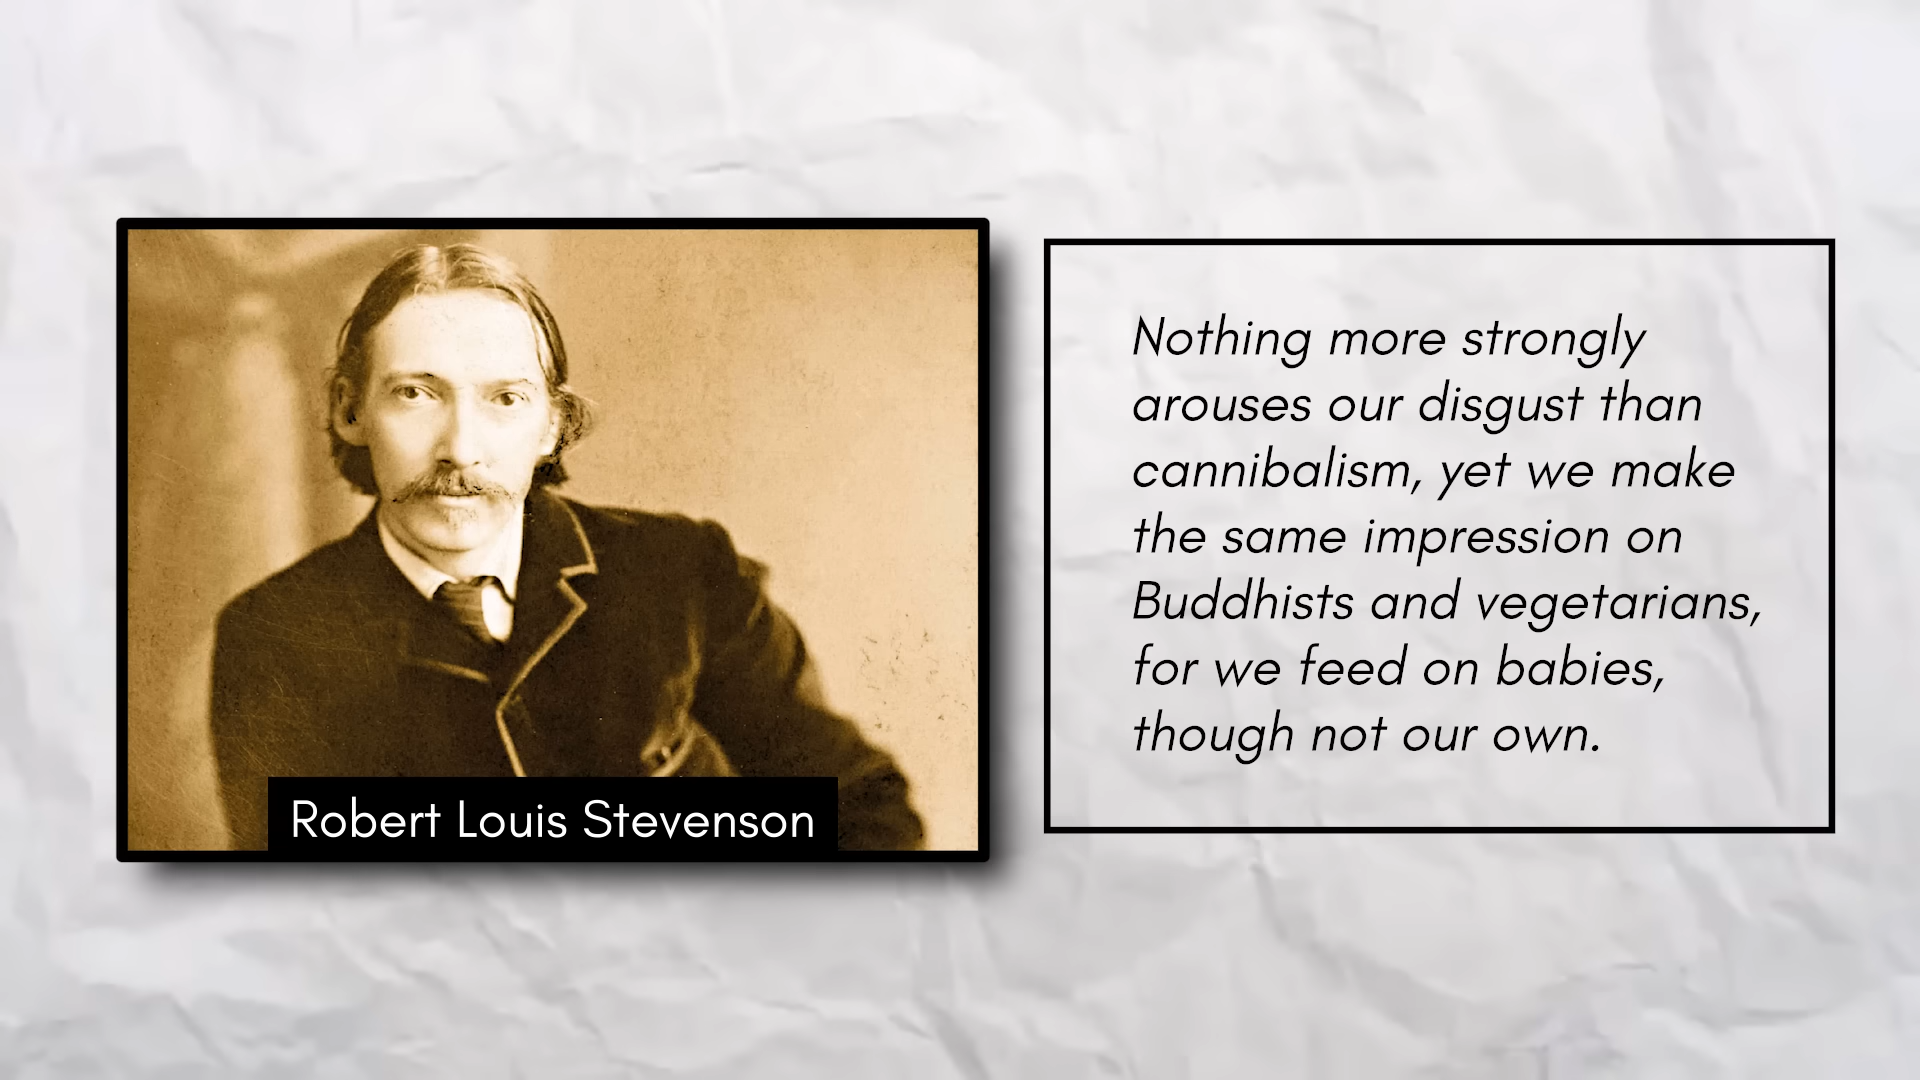 Robert Louis Stevenson
Nothing more strongly
arouses our disgust than
cannibalism, yet we make
the same impression on
Buddhists and vegetarians,
for we feed on babies,
though not our own.